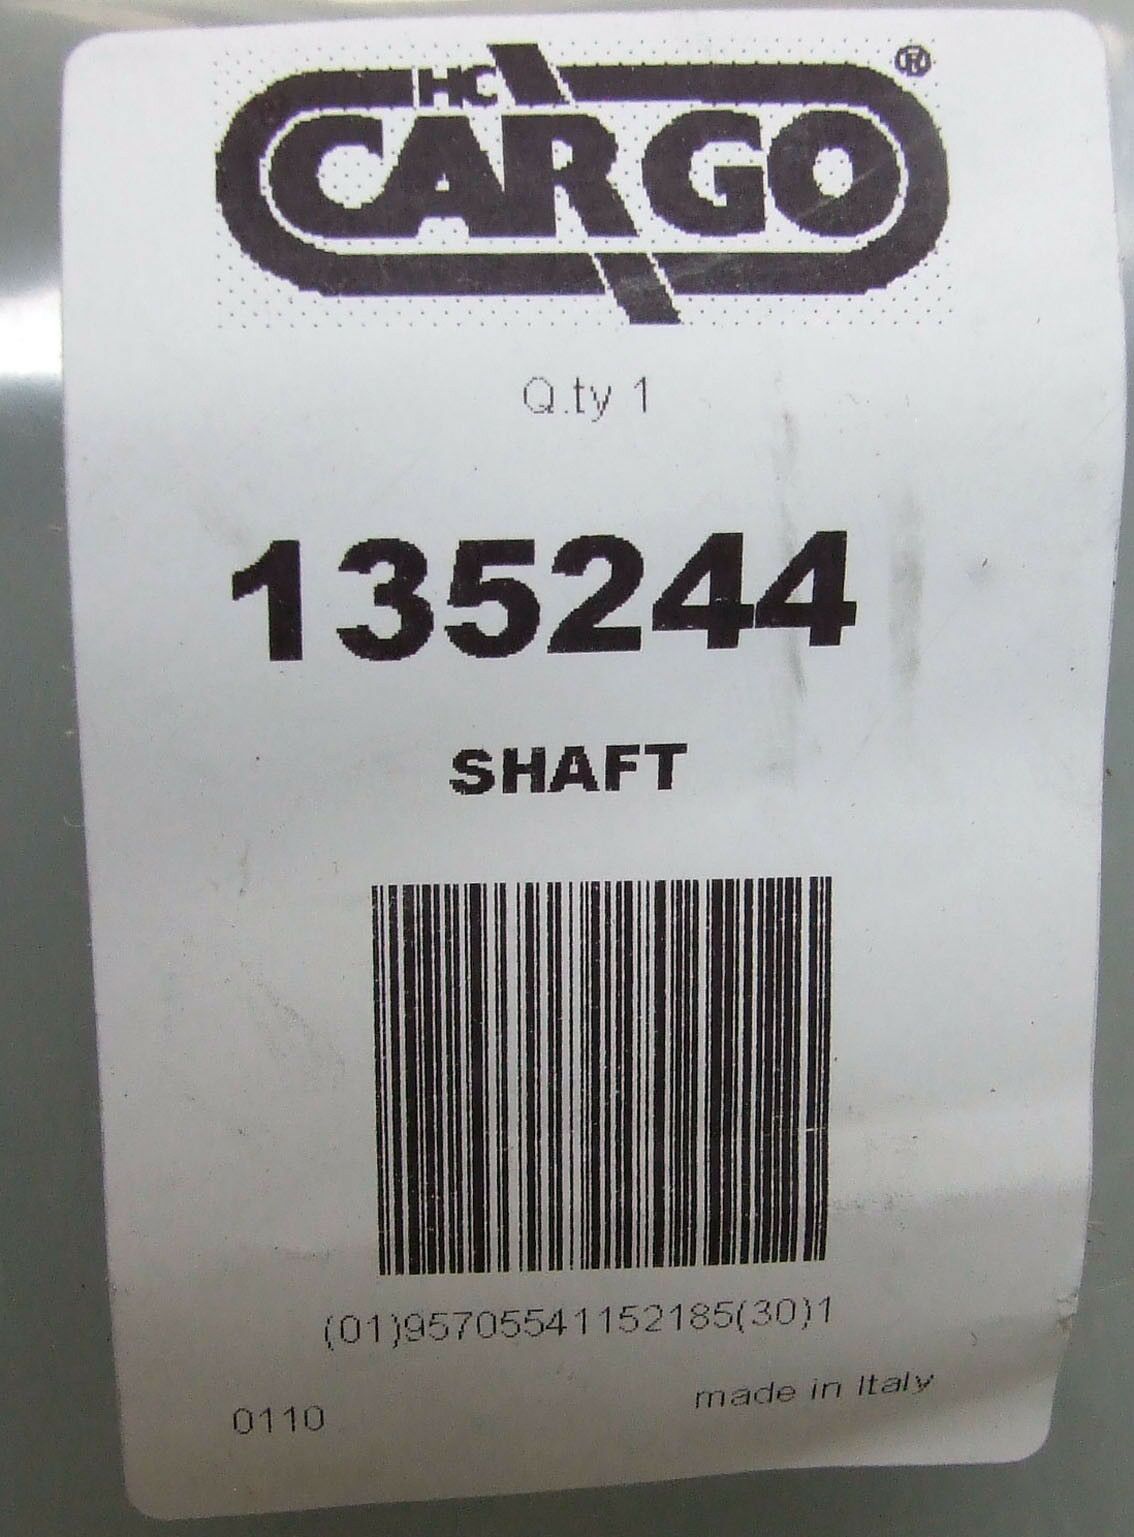 HC
CARGO®
Q.ty 1
135244
SHAFT
(01)95705541152185(30)1
0110
made in Italy